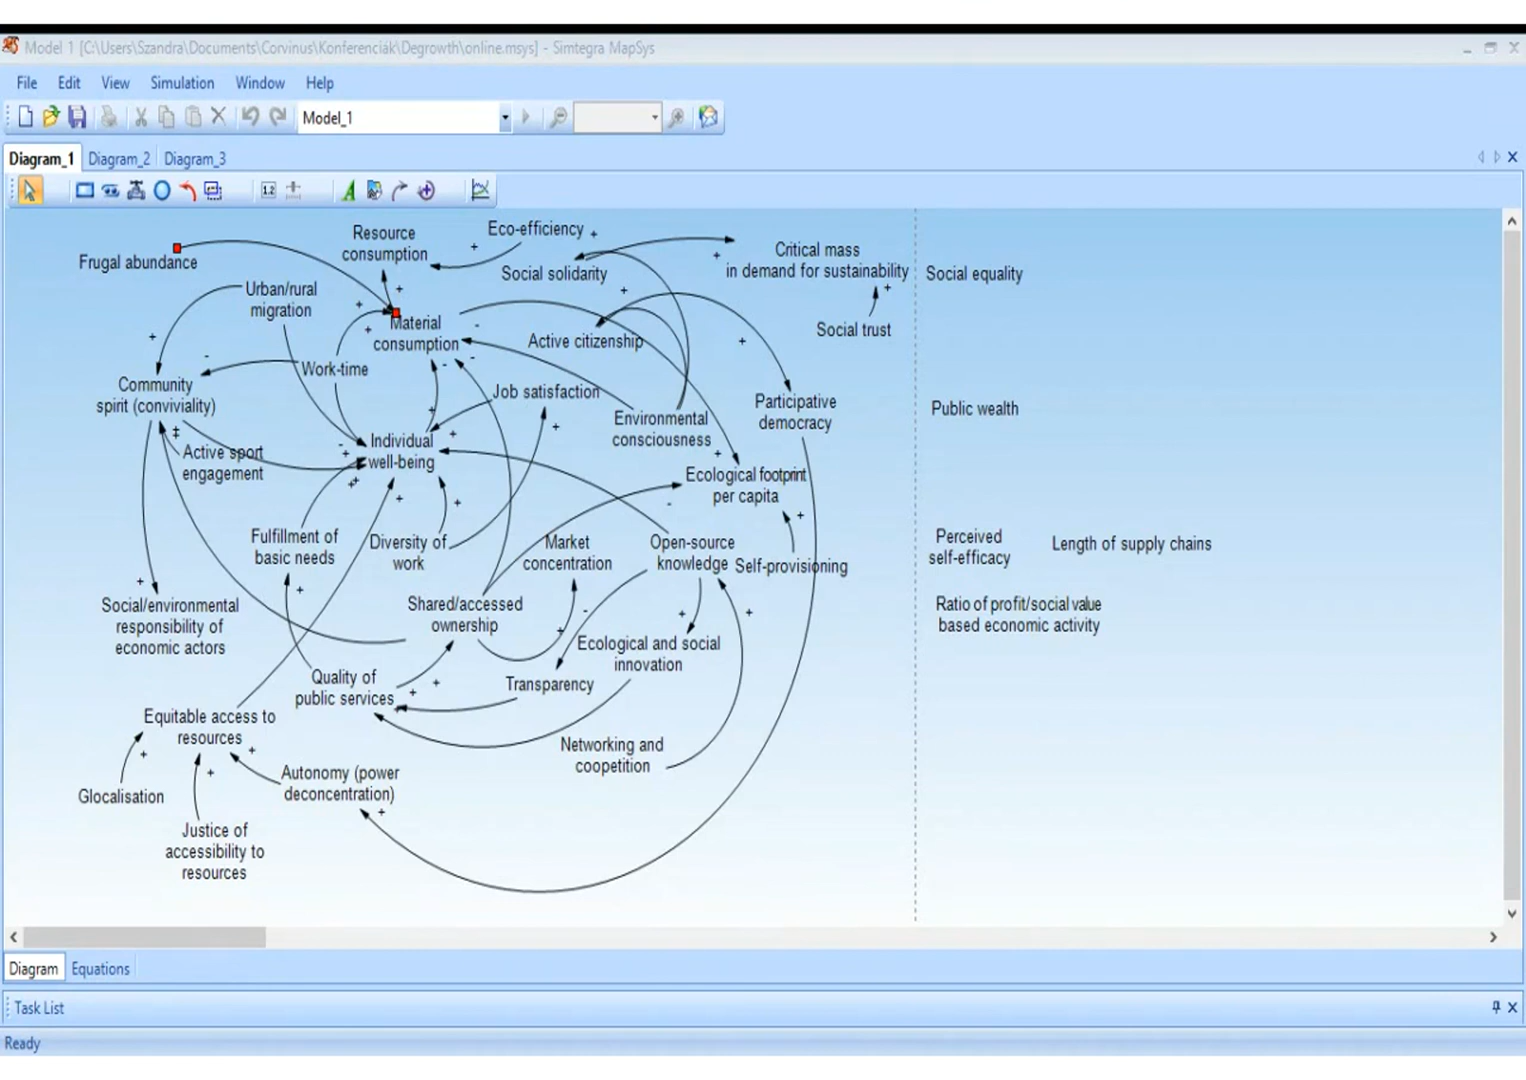 Model 1 [C:\Users\Szandra\Documents\Corvinus\Konferenciák\Degrowth\online.msys] - Simtegra MapSys
File Edit View Simulation Window Help
Model_1
Diagram_1 Diagram_2 Diagram_3
1.2 A
Frugal abundance
Resource
consumption
Eco-efficiency
Social solidarity
Critical mass
in demand for sustainability
Social equality
Urban/rural
migration
Material
consumption
Active citizenship
Social trust
Work-time
Community
spirit (conviviality)
Job satisfaction
Environmental
consciousness
Participative
democracy
Public wealth
Active sport
engagement
Individual
well-being
Ecological footprint
per capita
Fulfillment of
basic needs
Diversity of
work
Market
concentration
Open-source
knowledge
Self-provisioning
Perceived
self-efficacy
Length of supply chains
Social/environmental
responsibility of
economic actors
Shared/accessed
ownership
Ecological and social
innovation
Ratio of profit/social value
based economic activity
Quality of
public services
Transparency
Equitable access to
resources
Networking and
coopetition
Glocalisation
Autonomy (power
deconcentration)
Justice of
accessibility to
resources
Diagram Equations
Task List
Ready